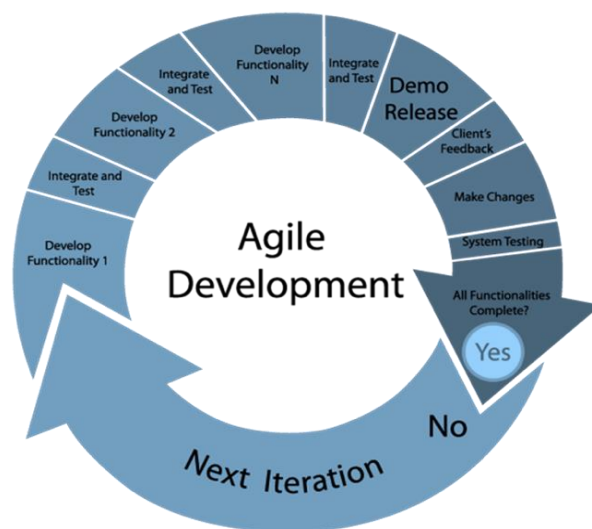 Develop
Functionality 1
Integrate and
Test
Develop
Functionality 2
Integrate
and Test
Develop
Functionality
N
Integrate
and Test
Demo
Release
Client's
Feedback
Make Changes
System Testing
All Functionalities
Complete?
Yes
No
Next Iteration
Agile
Development